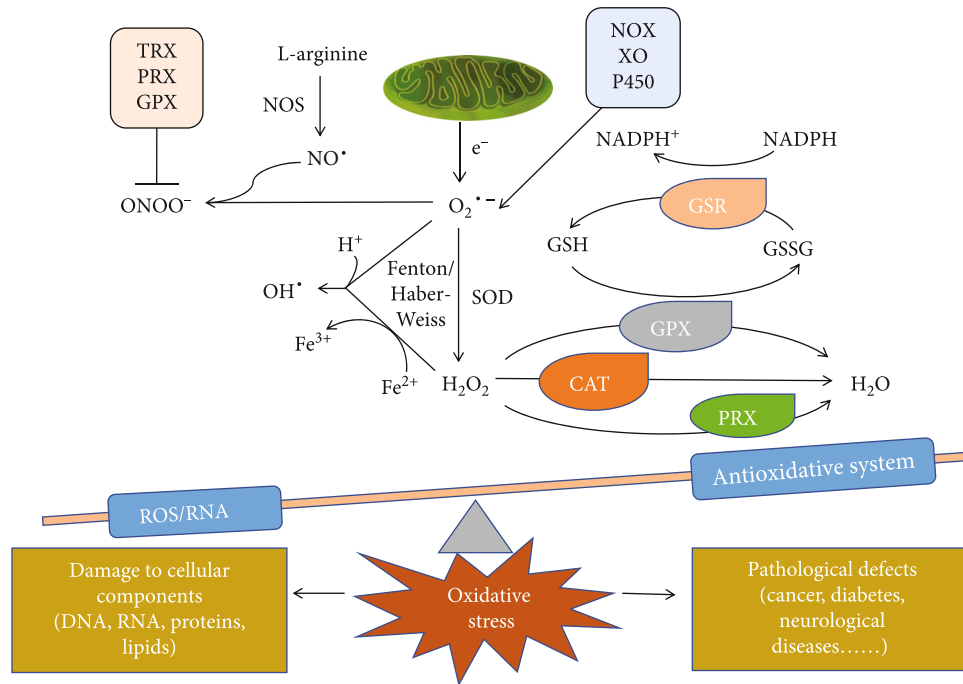 TRX
PRX
GPX
L-arginine
NOS
NO•
ONOO⁻
e⁻
O₂•⁻
NOX
XO
P450
NADPH⁺
NADPH
GSR
GSH
GSSG
H⁺
OH•
Fenton/
Haber-
Weiss
SOD
Fe³⁺
Fe²⁺
H₂O₂
GPX
CAT
PRX
H₂O
ROS/RNA
Antioxidative system
Damage to cellular
components
(DNA, RNA, proteins,
lipids)
Oxidative
stress
Pathological defects
(cancer, diabetes,
neurological
diseases......)